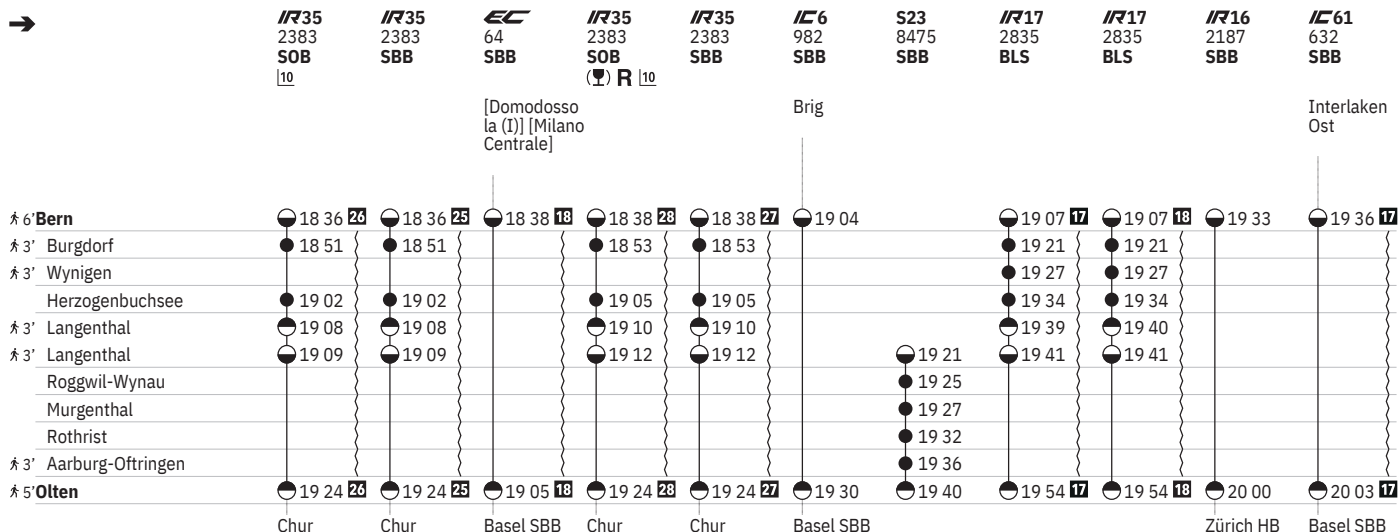 IR35 IR35 EC IR35 IR35 IC6 S23 IR17 IR17 IR16 IC61
2383 2383 64 2383 2383 982 8475 2835 2835 2187 632
SOB SBB SBB SOB SBB SBB SBB BLS BLS SBB SBB
10 R 10
[Domodosso Brig Interlaken
la (I)] [Milano Ost
Centrale]
6' Bern 18 36 26 18 36 25 18 38 18 18 38 28 18 38 27 19 04 19 07 17 19 07 18 19 33 19 36 17
3' Burgdorf 18 51 18 51 18 53 18 53 19 21 19 21
3' Wynigen 19 27 19 27
Herzogenbuchsee 19 02 19 02 19 05 19 05 19 34 19 34
3' Langenthal 19 08 19 08 19 10 19 10 19 39 19 40
3' Langenthal 19 09 19 09 19 12 19 12 19 21 19 41 19 41
Roggwil-Wynau 19 25
Murgenthal 19 27
Rothrist 19 32
3' Aarburg-Oftringen 19 36
5' Olten 19 24 26 19 24 25 19 05 18 19 24 28 19 24 27 19 30 19 40 19 54 17 19 54 18 20 00 20 03 17
Chur Chur Basel SBB Chur Chur Basel SBB Zürich HB Basel SBB